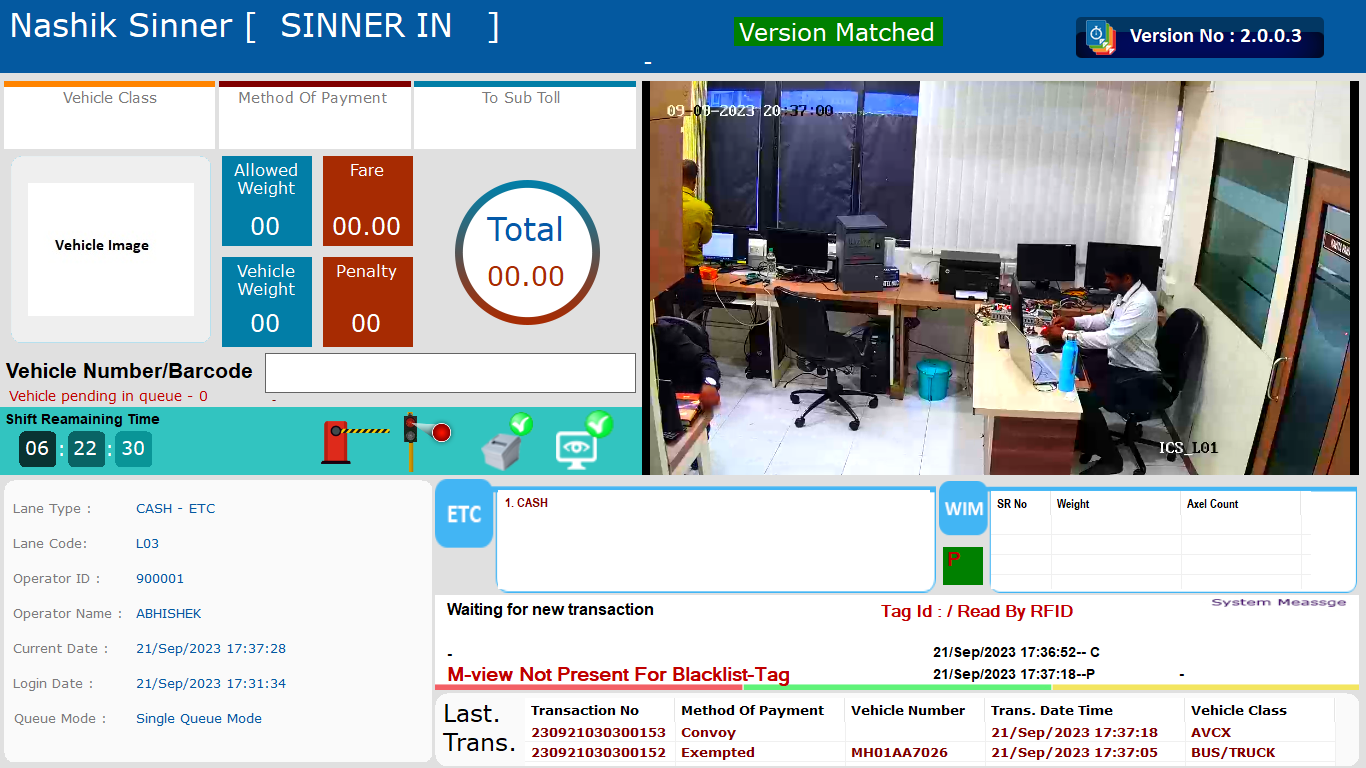 Nashik Sinner [ SINNER IN ]
Version Matched
Version No : 2.0.0.3
-
Vehicle Class
Method Of Payment
To Sub Toll
09-09-2023 20:37:00
Vehicle Image
Allowed
Weight
00
Fare
00.00
Total
00.00
Vehicle
Weight
00
Penalty
00
Vehicle Number/Barcode
Vehicle pending in queue - 0
-
Shift Reamaining Time
06 : 22 : 30
ICS_L01
Lane Type : CASH - ETC
Lane Code: L03
Operator ID : 900001
Operator Name : ABHISHEK
Current Date : 21/Sep/2023 17:37:28
Login Date : 21/Sep/2023 17:31:34
Queue Mode : Single Queue Mode
ETC
1. CASH
WIM
P
SR No Weight Axel Count
System Meassge
Waiting for new transaction
Tag Id : / Read By RFID
-
21/Sep/2023 17:36:52-- C
M-view Not Present For Blacklist-Tag
21/Sep/2023 17:37:18--P
-
Last.
Trans.
Transaction No Method Of Payment Vehicle Number Trans. Date Time Vehicle Class
230921030300153 Convoy 21/Sep/2023 17:37:18 AVCX
230921030300152 Exempted MH01AA7026 21/Sep/2023 17:37:05 BUS/TRUCK